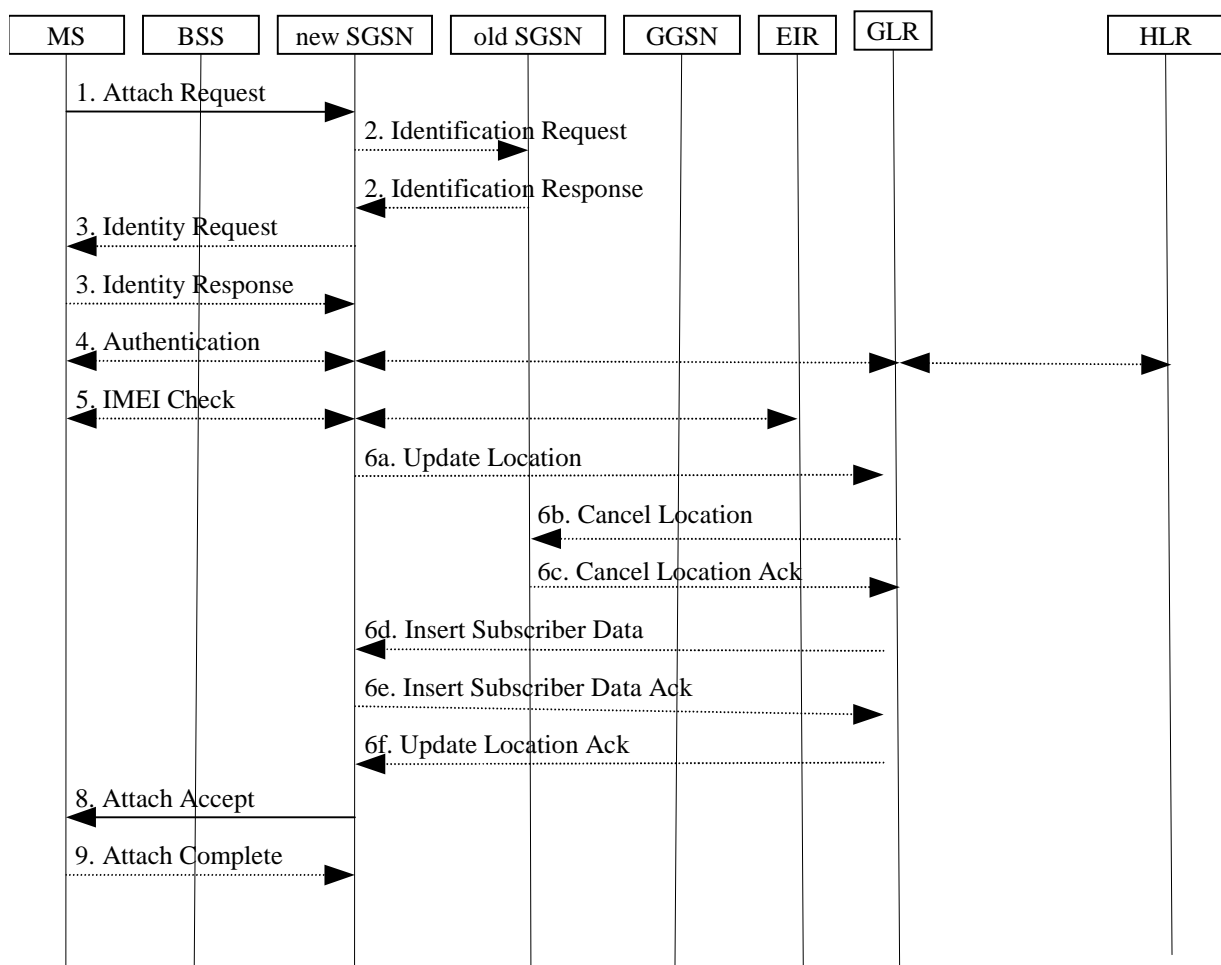 MS
BSS
new SGSN
old SGSN
GGSN
EIR
GLR
HLR
1. Attach Request
2. Identification Request
2. Identification Response
3. Identity Request
3. Identity Response
4. Authentication
5. IMEI Check
6a. Update Location
6b. Cancel Location
6c. Cancel Location Ack
6d. Insert Subscriber Data
6e. Insert Subscriber Data Ack
6f. Update Location Ack
8. Attach Accept
9. Attach Complete